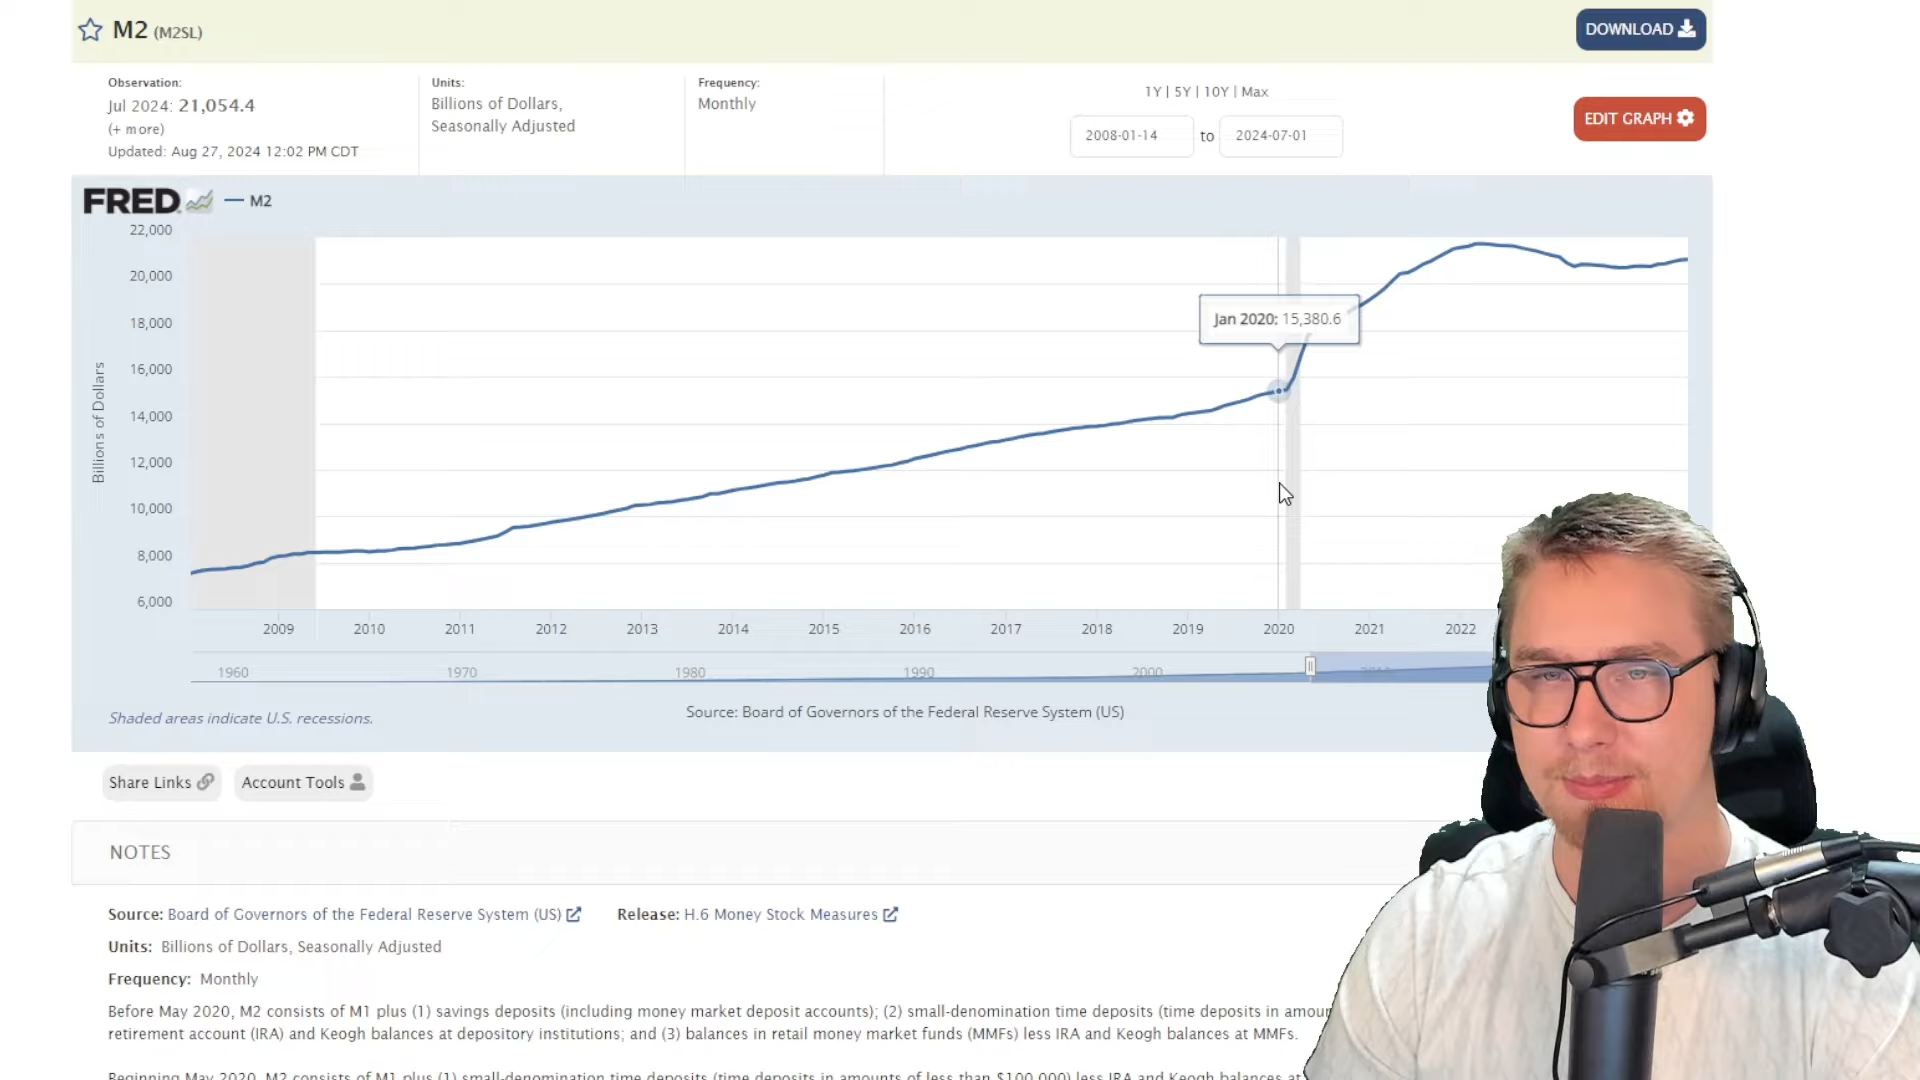 M2 (M2SL)
DOWNLOAD
Observation:
Jul 2024: 21,054.4
(+ more)
Updated: Aug 27, 2024 12:02 PM CDT
Units:
Billions of Dollars,
Seasonally Adjusted
Frequency:
Monthly
1Y | 5Y | 10Y | Max
2008-01-14 to 2024-07-01
EDIT GRAPH
FRED M2
22,000
20,000
18,000
16,000
14,000
12,000
10,000
8,000
6,000
Billions of Dollars
Jan 2020: 15,380.6
2009 2010 2011 2012 2013 2014 2015 2016 2017 2018 2019 2020 2021 2022
1960 1970 1980 1990 2000 2010
Shaded areas indicate U.S. recessions.
Source: Board of Governors of the Federal Reserve System (US)
Share Links
Account Tools
NOTES
Source: Board of Governors of the Federal Reserve System (US) Release: H.6 Money Stock Measures
Units: Billions of Dollars, Seasonally Adjusted
Frequency: Monthly
Before May 2020, M2 consists of M1 plus (1) savings deposits (including money market deposit accounts); (2) small-denomination time deposits (time deposits in amoun
retirement account (IRA) and Keogh balances at depository institutions; and (3) balances in retail money market funds (MMFs) less IRA and Keogh balances at MMFs.
Beginning May 2020, M2 consists of M1 plus (1) small-denomination time deposits (time deposits in amounts of less than $100,000) less IRA and Keogh balances at